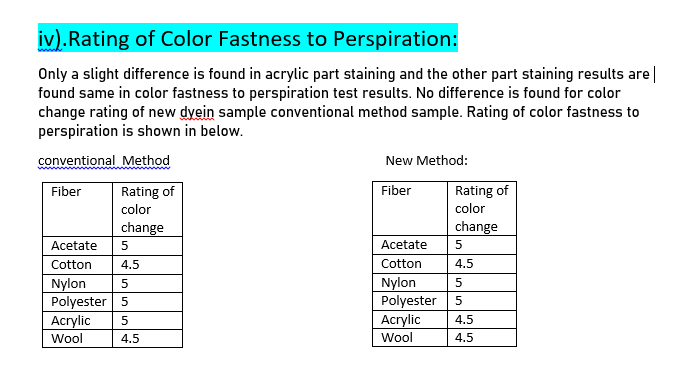 iv).Rating of Color Fastness to Perspiration:
Only a slight difference is found in acrylic part staining and the other part staining results are
found same in color fastness to perspiration test results. No difference is found for color
change rating of new dyein sample conventional method sample. Rating of color fastness to
perspiration is shown in below.
conventional Method
Fiber Rating of
color
change
Acetate 5
Cotton 4.5
Nylon 5
Polyester 5
Acrylic 5
Wool 4.5
New Method:
Fiber Rating of
color
change
Acetate 5
Cotton 4.5
Nylon 5
Polyester 5
Acrylic 4.5
Wool 4.5